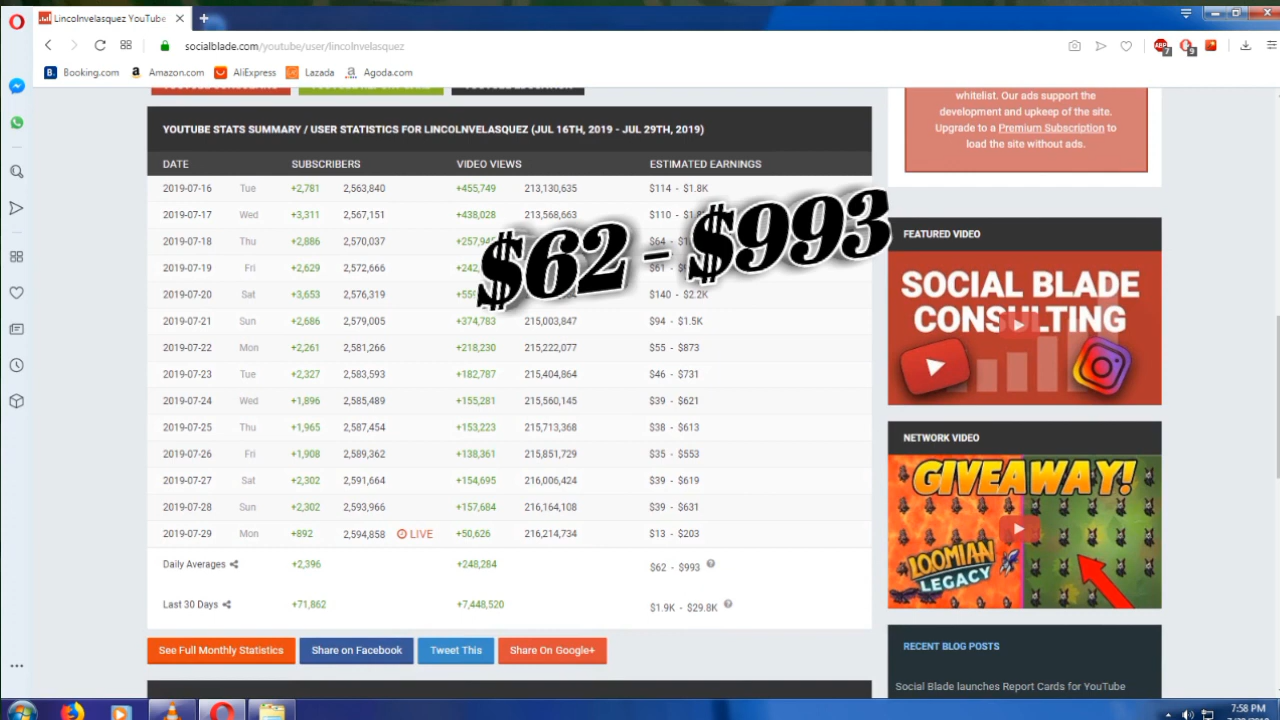 Lincolnvelasquez YouTube
socialblade.com/youtube/user/lincolnvelasquez
7
9
B. Booking.com
a Amazon.com
AliExpress
Lazada
a Agoda.com
YOUTUBE STATS SUMMARY / USER STATISTICS FOR LINCOLNVELASQUEZ (JUL 16TH, 2019 - JUL 29TH, 2019)
DATE SUBSCRIBERS VIDEO VIEWS ESTIMATED EARNINGS
2019-07-16 Tue +2,781 2,563,840 +455,749 213,130,635 $114 - $1.8K
2019-07-17 Wed +3,311 2,567,151 +438,028 213,568,663 $110 -
2019-07-18 Thu +2,886 2,570,037 $64 -
2019-07-19 Fri +2,629 2,572,666 $61 -
2019-07-20 Sat +3,653 2,576,319 $140 - $2.2K
$62 - $993
2019-07-21 Sun +2,686 2,579,005 +374,783 215,003,847 $94 - $1.5K
2019-07-22 Mon +2,261 2,581,266 +218,230 215,222,077 $55 - $873
2019-07-23 Tue +2,327 2,583,593 +182,787 215,404,864 $46 - $731
2019-07-24 Wed +1,896 2,585,489 +155,281 215,560,145 $39 - $621
2019-07-25 Thu +1,965 2,587,454 +153,223 215,713,368 $38 - $613
2019-07-26 Fri +1,908 2,589,362 +138,361 215,851,729 $35 - $553
2019-07-27 Sat +2,302 2,591,664 +154,695 216,006,424 $39 - $619
2019-07-28 Sun +2,302 2,593,966 +157,684 216,164,108 $39 - $631
2019-07-29 Mon +892 2,594,858 LIVE +50,626 216,214,734 $13 - $203
Daily Averages +2,396 +248,284 $62 - $993
Last 30 Days +71,862 +7,448,520 $1.9K - $29.8K
See Full Monthly Statistics
Share on Facebook
Tweet This
Share On Google+
whitelist. Our ads support the
development and upkeep of the site.
Upgrade to a Premium Subscription to
load the site without ads.
FEATURED VIDEO
SOCIAL BLADE
CONSULTING
NETWORK VIDEO
GIVEAWAY!
LOOMIAN
LEGACY
RECENT BLOG POSTS
Social Blade launches Report Cards for YouTube
7:58 PM